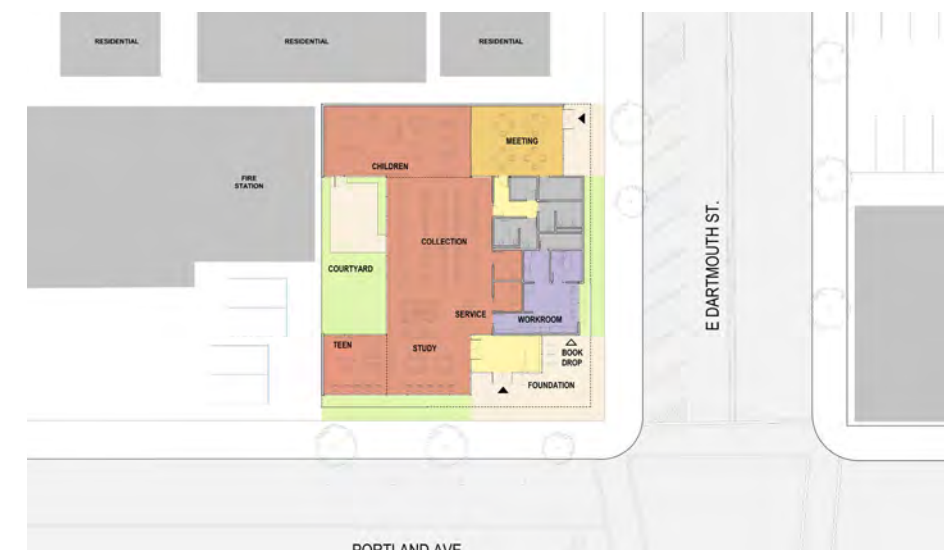 RESIDENTIAL
RESIDENTIAL
RESIDENTIAL
MEETING
CHILDREN
FIRE
STATION
COLLECTION
COURTYARD
E DARTMOUTH ST.
SERVICE
WORKROOM
TEEN
STUDY
BOOK
DROP
FOUNDATION
PORTLAND AVE